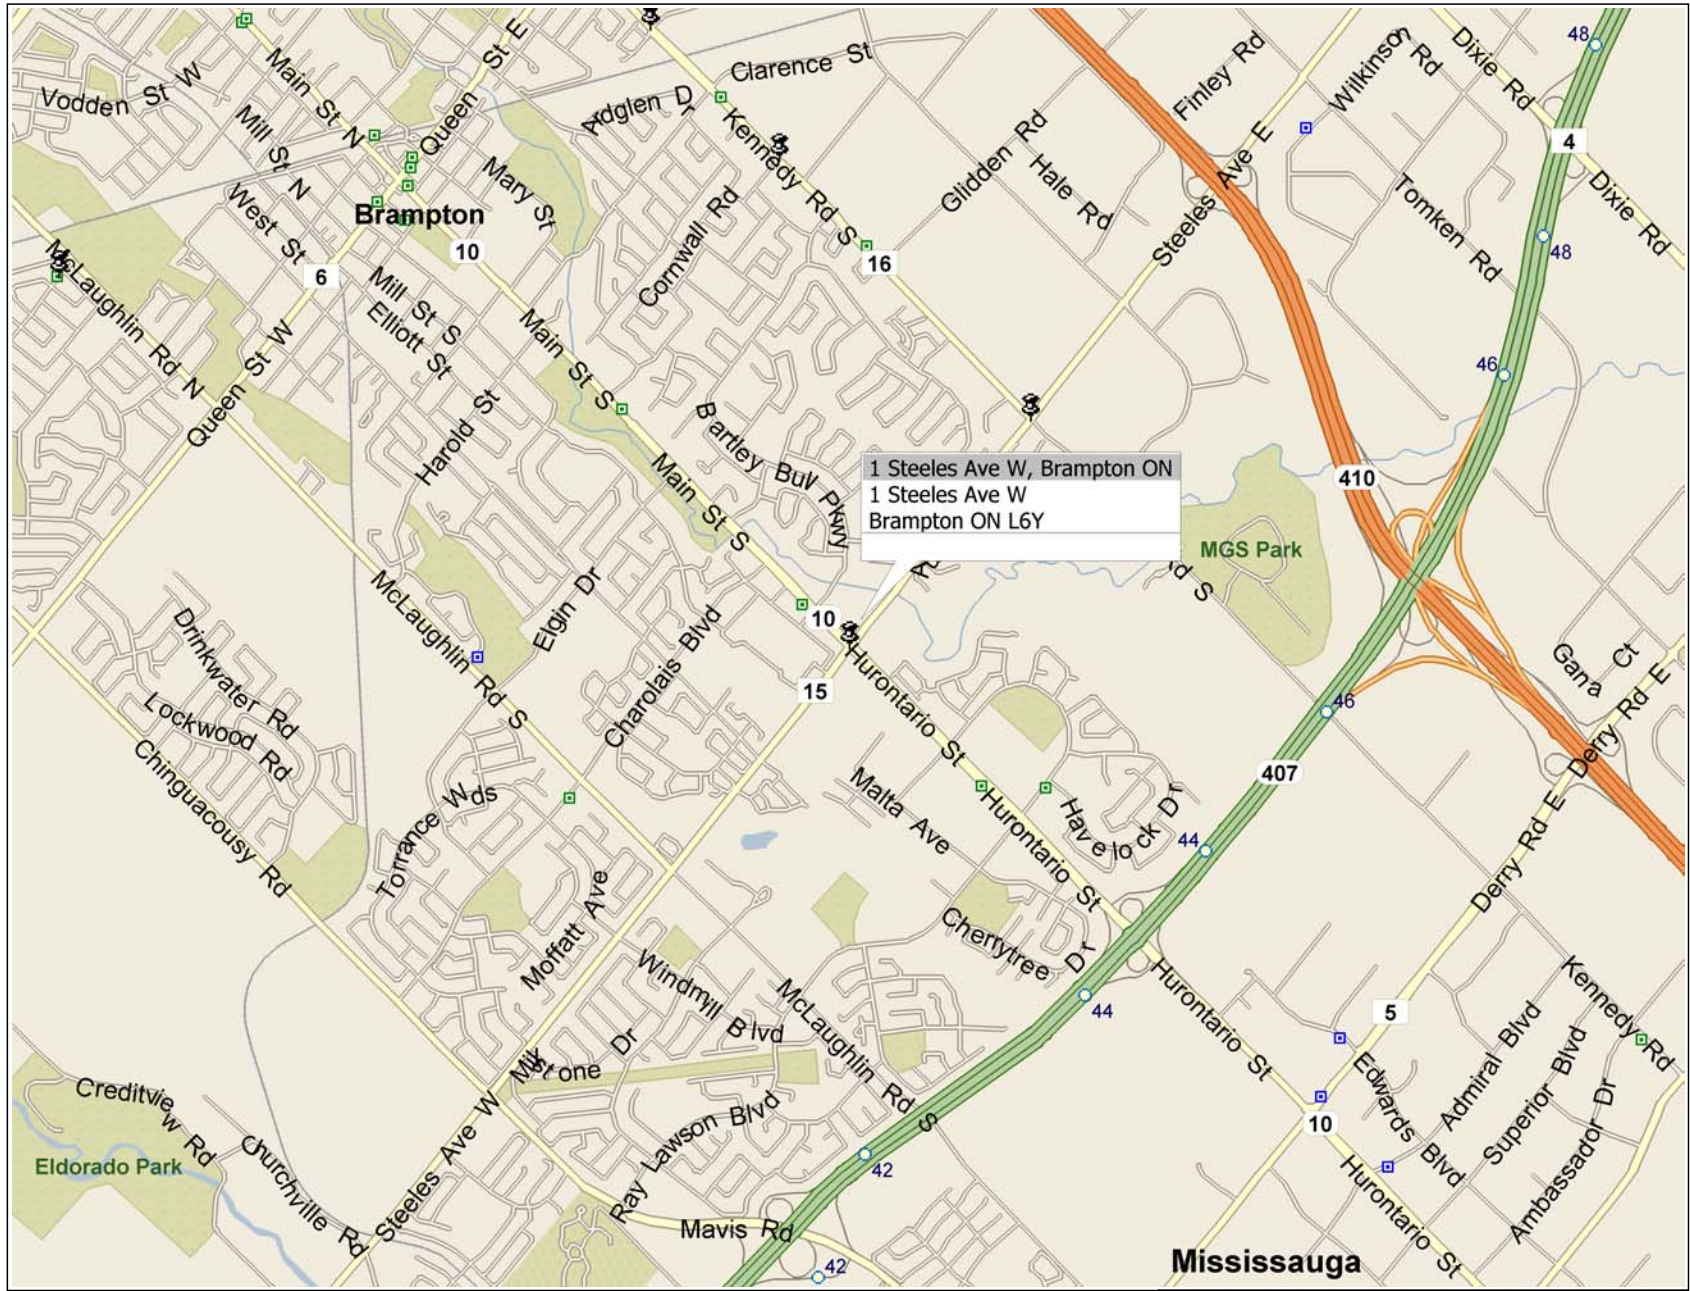 48
Wilkinson Rd
Dixie Rd
Finley Rd
Queen St E
Main St N
Clarence St
Vodden St W
Ardglen Dr
Kennedy Rd S
4
Mill St N
Mary St
Glidden Rd
Hale Rd
Steeles Ave E
Tomken Rd
Dixie Rd
West St
Brampton
10
Cornwall Rd
16
48
McLaughlin Rd N
6
Mill St S
Elliott St
Main St S
Queen St W
Harold St
46
Bartley Bull Pkwy
Main St S
1 Steeles Ave W, Brampton ON
1 Steeles Ave W
Brampton ON L6Y
410
MGS Park
Rd S
McLaughlin Rd S
Elgin Dr
Drinkwater Rd
Lockwood Rd
Charolais Blvd
10
15
Hurontario St
46
Gana Ct
Derry Rd E
407
Chinguacousy Rd
Torrance Wds
Malta Ave
Hurontario St
Havelock Dr
44
Derry Rd E
Moffatt Ave
Cherrytree Dr
44
Windmill Blvd
McLaughlin Rd S
Hurontario St
5
Kennedy Rd
Milkstone Dr
Edwards Blvd
Admiral Blvd
Superior Blvd
Ambassador Dr
Creditview Rd
Eldorado Park
Churchville Rd
Steeles Ave W
Ray Lawson Blvd
42
10
Hurontario St
Mavis Rd
42
Mississauga